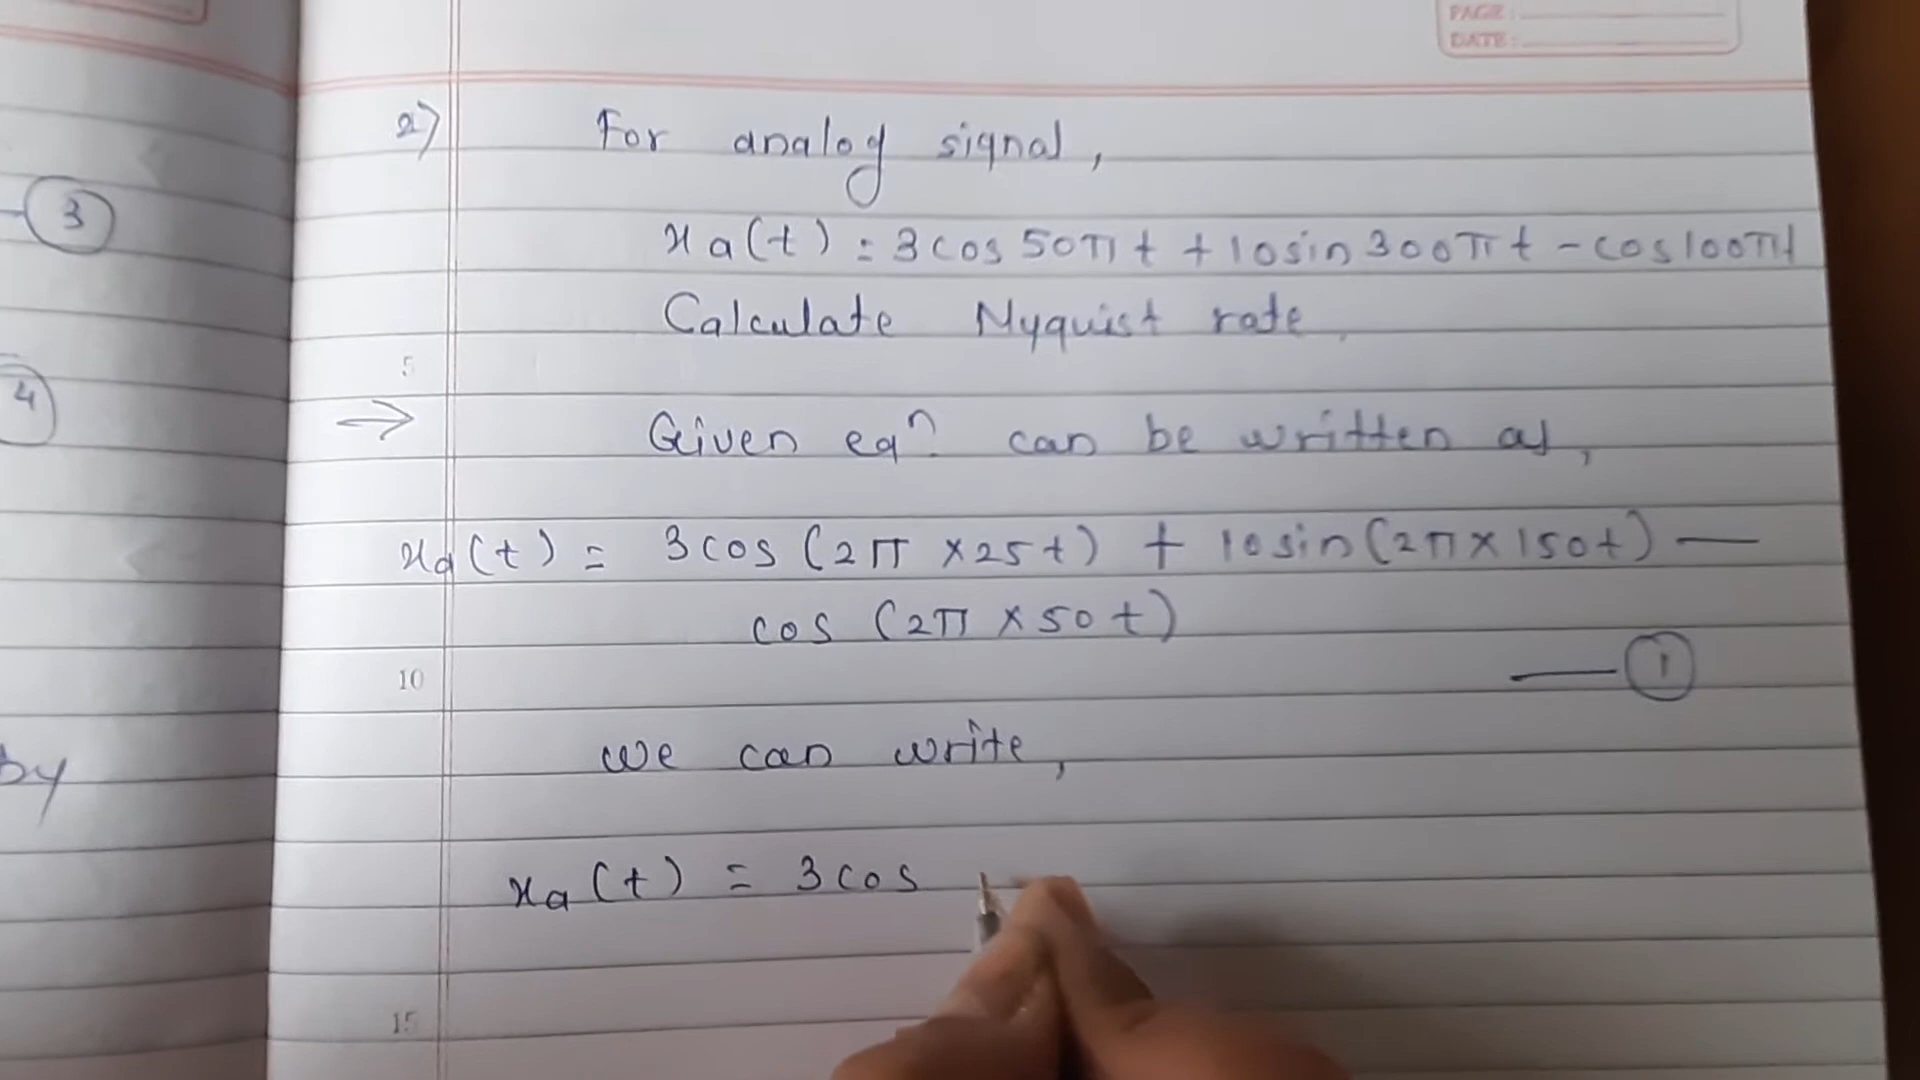 PAGE:
DATE:
3
4
by
2) For analog signal,
xa(t) = 3cos 50πt + 10sin 300πt - cos100πt
Calculate Nyquist rate.
5
→ Given eqⁿ. can be written as,
xa(t) = 3cos (2π ×25t) + 10sin(2π×150t) —
cos (2π ×50t)
— 1
10
we can write,
xa(t) = 3cos
15